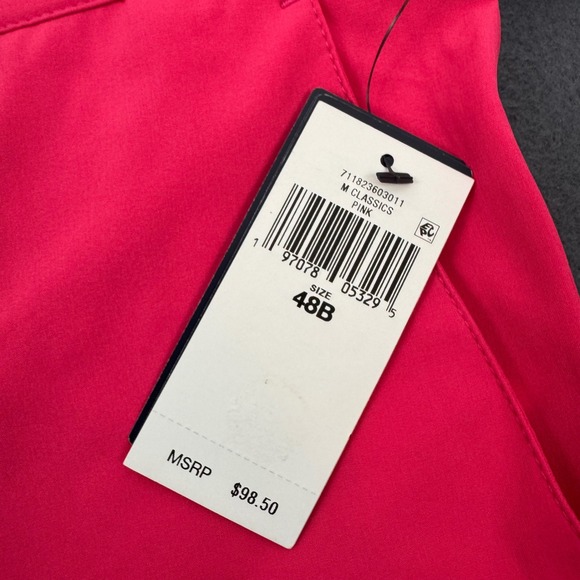 711823603011
M CLASSICS
PINK
1 97078 05329 5
SIZE
48B
MSRP $98.50